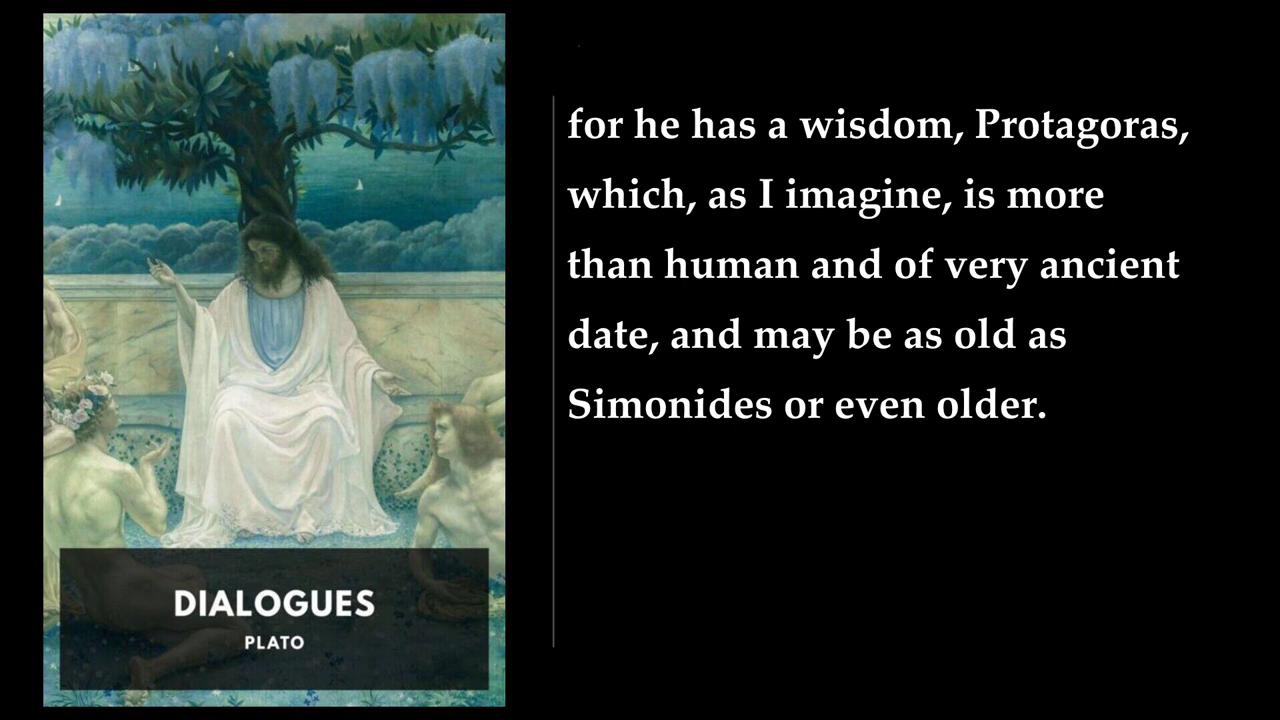 for he has a wisdom, Protagoras,
which, as I imagine, is more
than human and of very ancient
date, and may be as old as
Simonides or even older.
DIALOGUES
PLATO